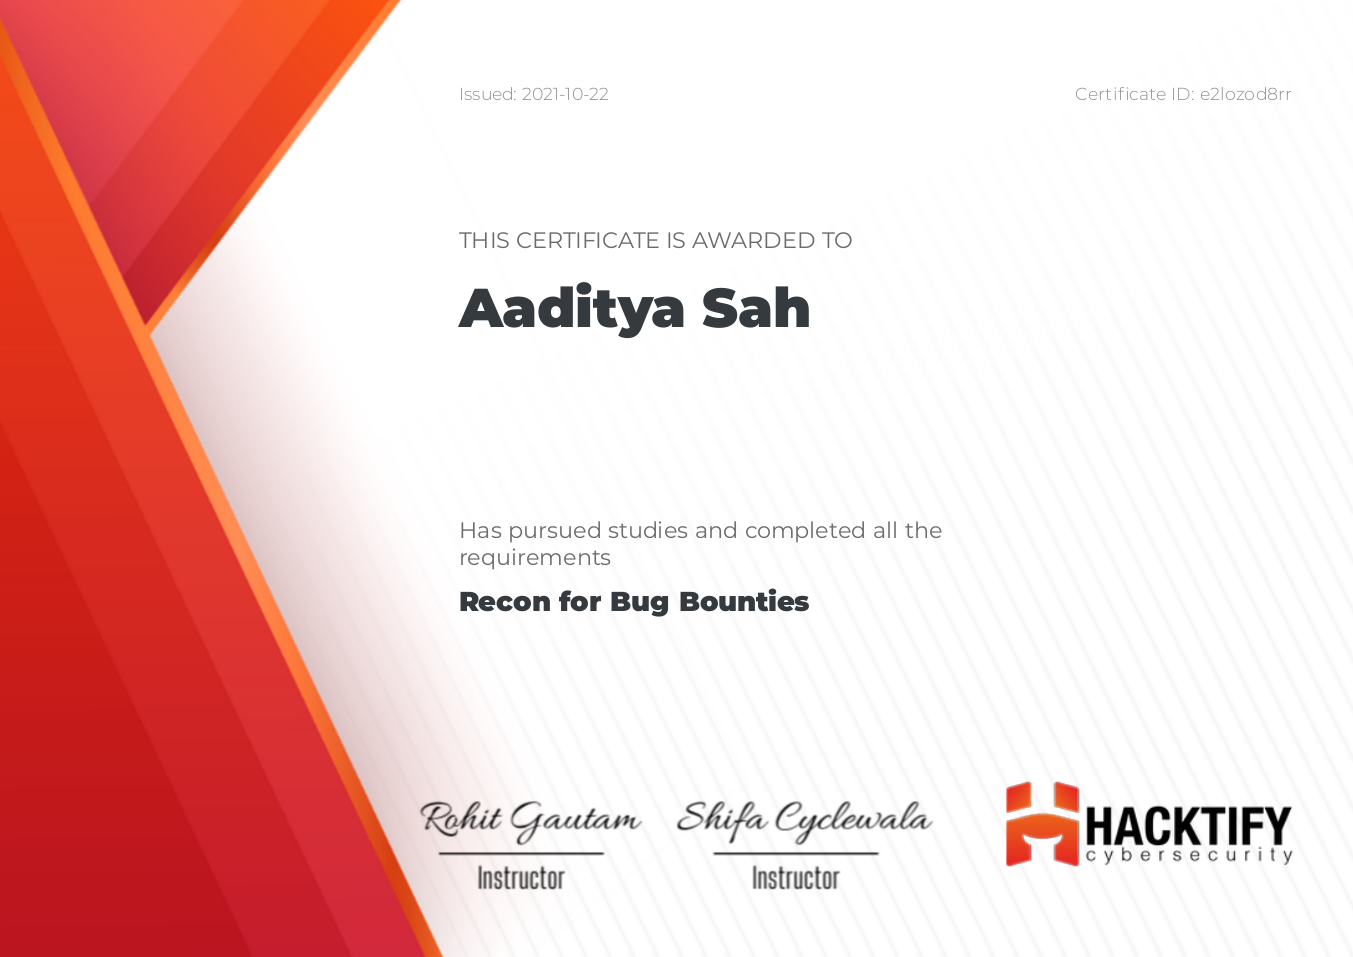 Issued: 2021-10-22
Certificate ID: e2lozod8rr
THIS CERTIFICATE IS AWARDED TO
Aaditya Sah
Has pursued studies and completed all the
requirements
Recon for Bug Bounties
Rohit Gautam
Instructor
Shifa Cyclewala
Instructor
HACKTIFY
cybersecurity